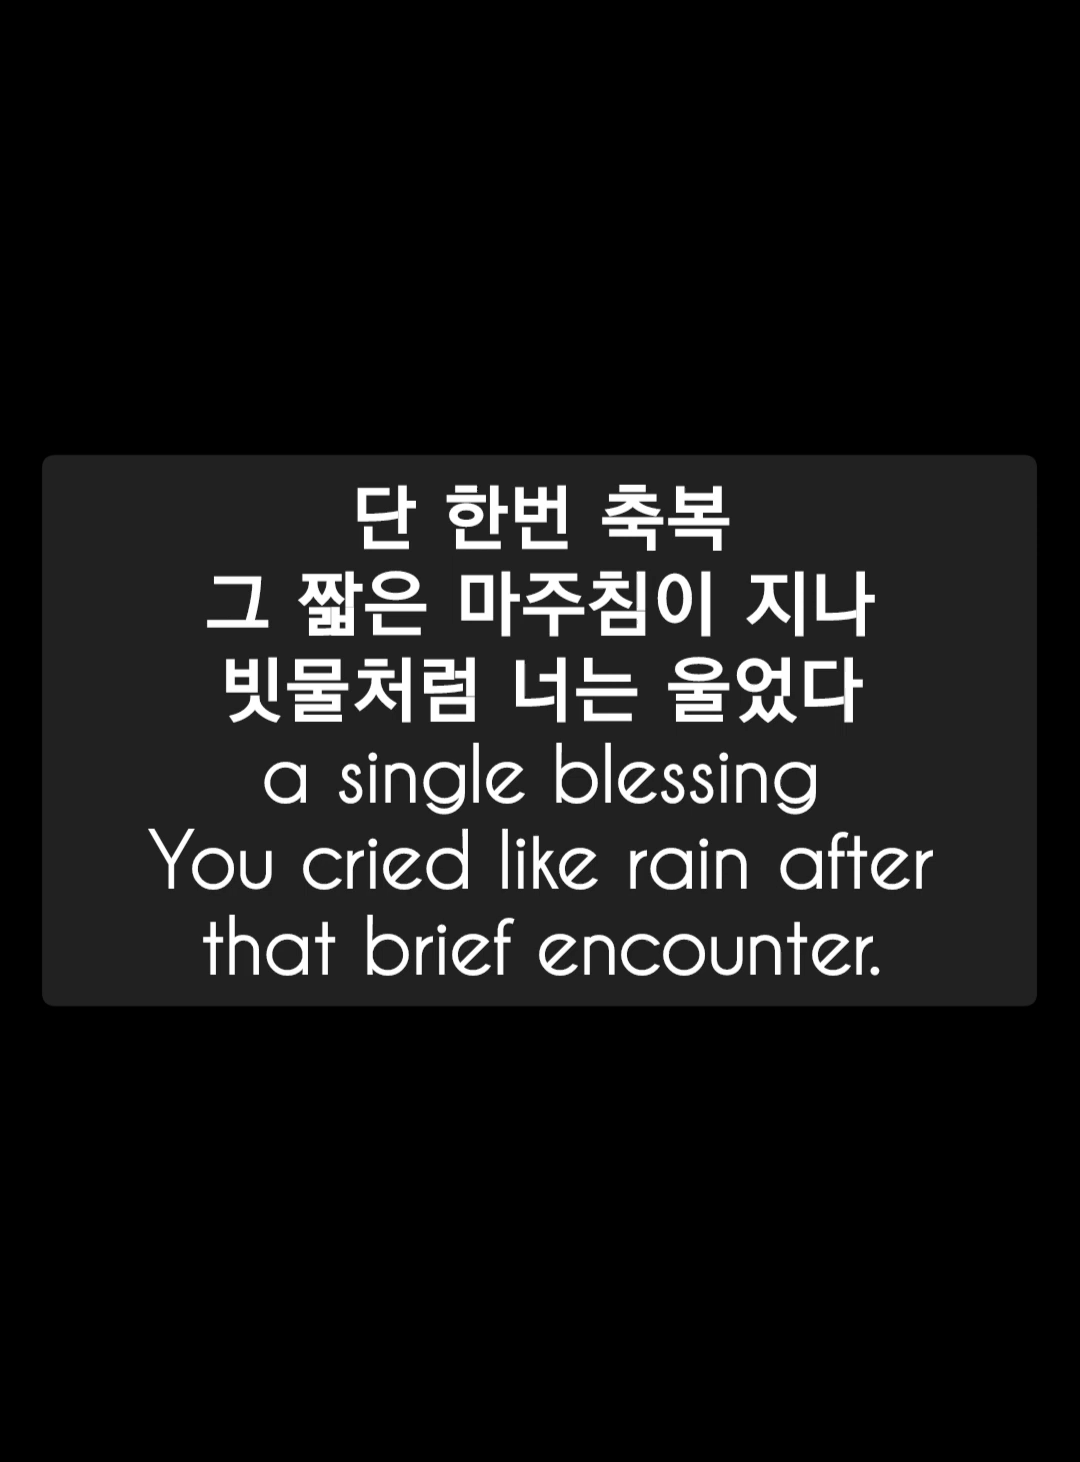 단 한번 축복
그 짧은 마주침이 지나
빗물처럼 너는 울었다
a single blessing
You cried like rain after
that brief encounter.